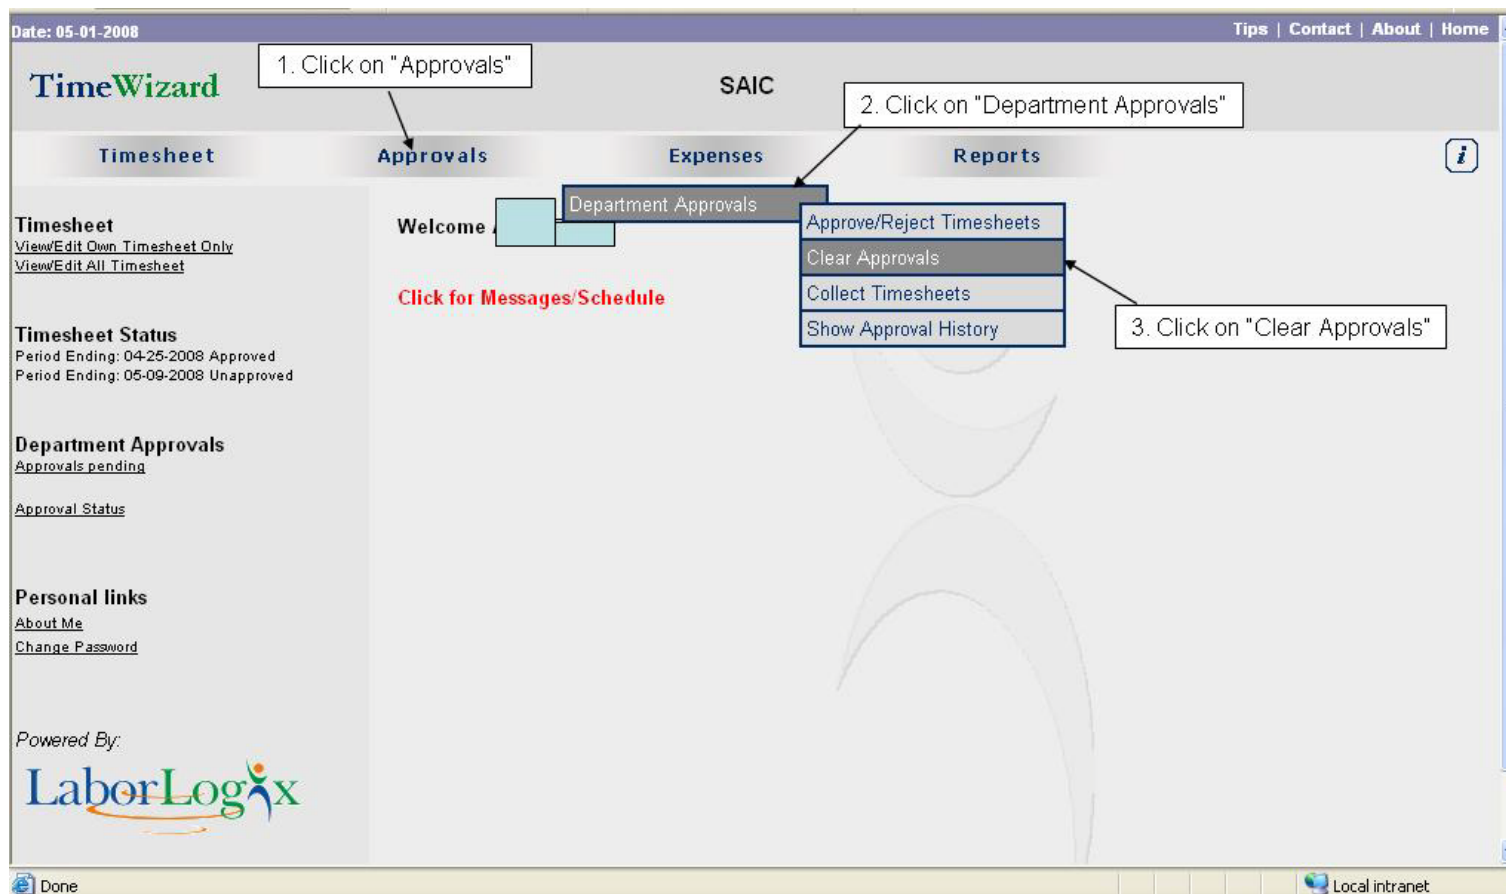 Date: 05-01-2008
Tips | Contact | About | Home
1. Click on "Approvals"
TimeWizard
SAIC
2. Click on "Department Approvals"
Timesheet
Approvals
Expenses
Reports
i
Department Approvals
Approve/Reject Timesheets
Clear Approvals
Collect Timesheets
Show Approval History
3. Click on "Clear Approvals"
Welcome
Click for Messages/Schedule
Timesheet
View/Edit Own Timesheet Only
View/Edit All Timesheet
Timesheet Status
Period Ending: 04-25-2008 Approved
Period Ending: 05-09-2008 Unapproved
Department Approvals
Approvals pending
Approval Status
Personal links
About Me
Change Password
Powered By:
LaborLogix
Done
Local intranet